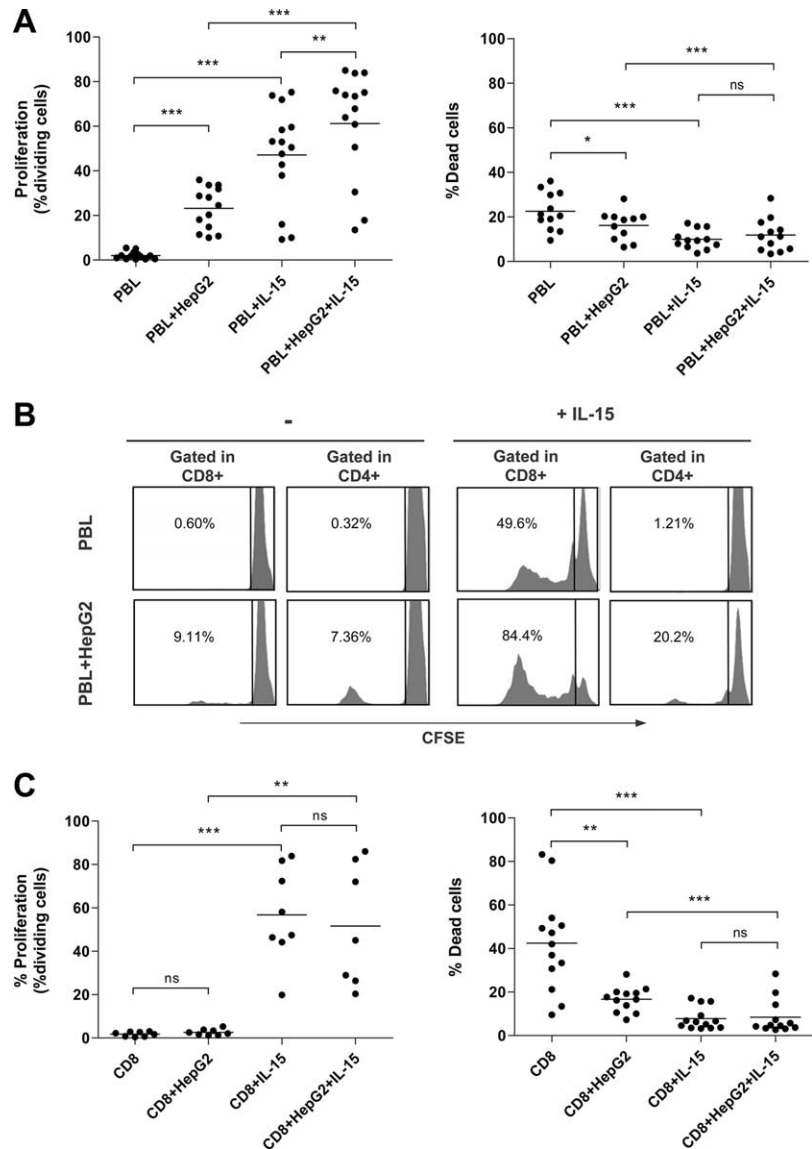 A
Proliferation
(%dividing cells)
100
80
60
40
20
0
***
***
***
**
PBL
PBL+HepG2
PBL+IL-15
PBL+HepG2+IL-15
%Dead cells
100
80
60
40
20
0
***
ns
***
*
PBL
PBL+HepG2
PBL+IL-15
PBL+HepG2+IL-15
B
-
+ IL-15
Gated in
CD8+
Gated in
CD4+
Gated in
CD8+
Gated in
CD4+
PBL
0.60%
0.32%
49.6%
1.21%
PBL+HepG2
9.11%
7.36%
84.4%
20.2%
CFSE
C
% Proliferation
(%dividing cells)
100
80
60
40
20
0
**
ns
***
ns
CD8
CD8+HepG2
CD8+IL-15
CD8+HepG2+IL-15
% Dead cells
100
80
60
40
20
0
***
**
***
ns
CD8
CD8+HepG2
CD8+IL-15
CD8+HepG2+IL-15